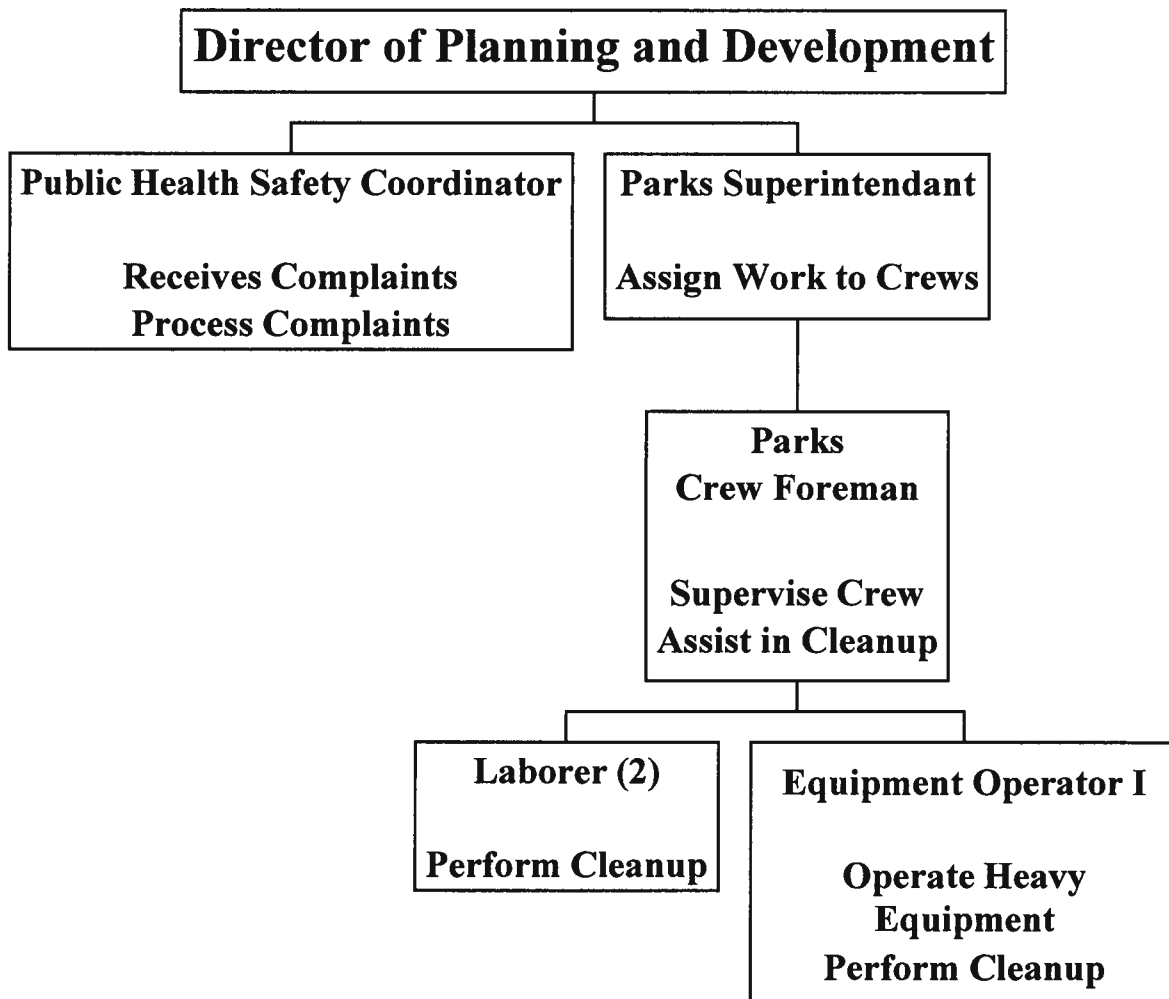 Director of Planning and Development
Public Health Safety Coordinator
Receives Complaints
Process Complaints
Parks Superintendant
Assign Work to Crews
Parks
Crew Foreman
Supervise Crew
Assist in Cleanup
Laborer (2)
Perform Cleanup
Equipment Operator I
Operate Heavy
Equipment
Perform Cleanup